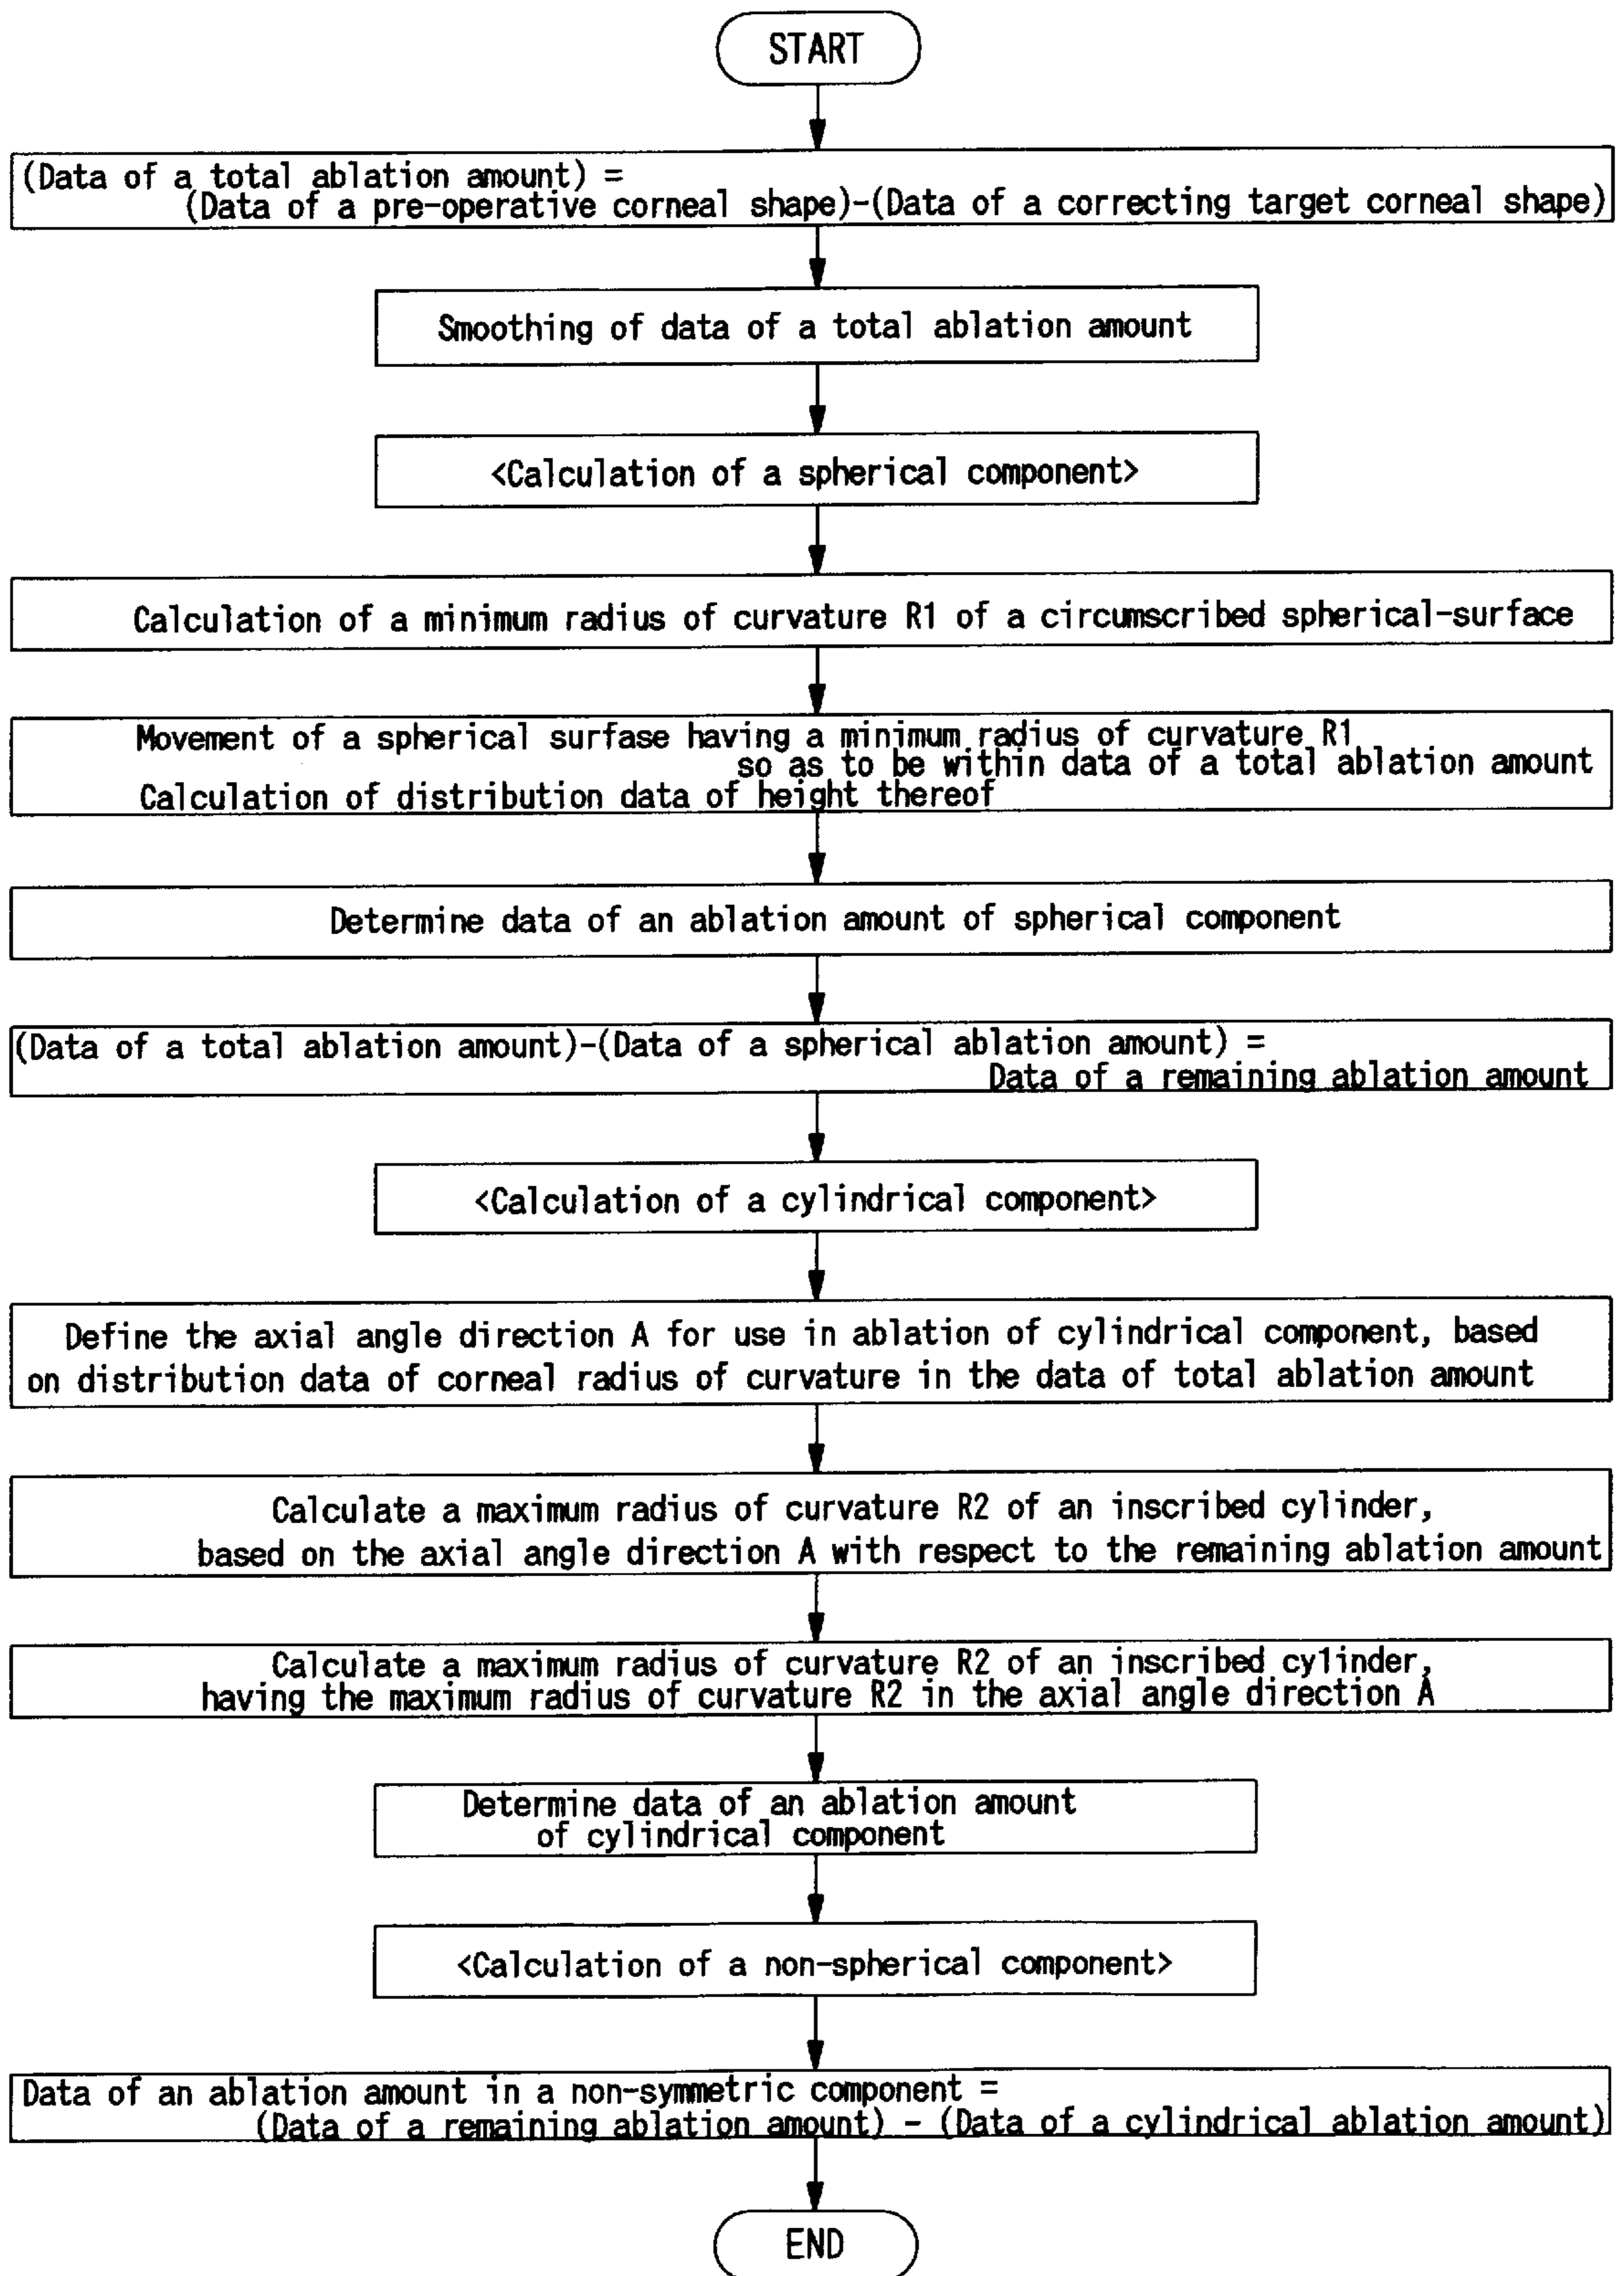 START
(Data of a total ablation amount) =
(Data of a pre-operative corneal shape)-(Data of a correcting target corneal shape)
Smoothing of data of a total ablation amount
<Calculation of a spherical component>
Calculation of a minimum radius of curvature R1 of a circumscribed spherical-surface
Movement of a spherical surfase having a minimum radius of curvature R1
so as to be within data of a total ablation amount
Calculation of distribution data of height thereof
Determine data of an ablation amount of spherical component
(Data of a total ablation amount)-(Data of a spherical ablation amount) =
Data of a remaining ablation amount
<Calculation of a cylindrical component>
Define the axial angle direction A for use in ablation of cylindrical component, based
on distribution data of corneal radius of curvature in the data of total ablation amount
Calculate a maximum radius of curvature R2 of an inscribed cylinder,
based on the axial angle direction A with respect to the remaining ablation amount
Calculate a maximum radius of curvature R2 of an inscribed cylinder,
having the maximum radius of curvature R2 in the axial angle direction A
Determine data of an ablation amount
of cylindrical component
<Calculation of a non-spherical component>
Data of an ablation amount in a non-symmetric component =
(Data of a remaining ablation amount) - (Data of a cylindrical ablation amount)
END